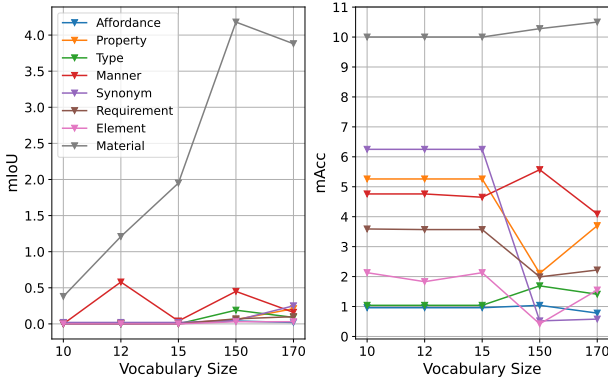 mIoU
4.0
3.5
3.0
2.5
2.0
1.5
1.0
0.5
0.0
Affordance
Property
Type
Manner
Synonym
Requirement
Element
Material
10 12 15 150 170
Vocabulary Size
mAcc
11
10
9
8
7
6
5
4
3
2
1
0
10 12 15 150 170
Vocabulary Size